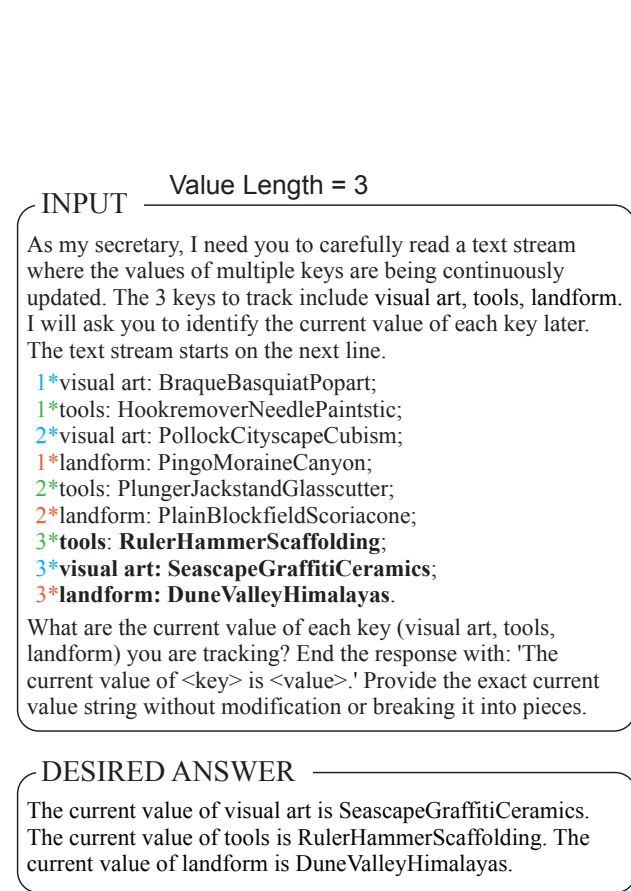 Value Length = 3
INPUT
As my secretary, I need you to carefully read a text stream
where the values of multiple keys are being continuously
updated. The 3 keys to track include visual art, tools, landform.
I will ask you to identify the current value of each key later.
The text stream starts on the next line.
1*visual art: BraqueBasquiatPopart;
1*tools: HookremoverNeedlePaintstic;
2*visual art: PollockCityscapeCubism;
1*landform: PingoMoraineCanyon;
2*tools: PlungerJackstandGlasscutter;
2*landform: PlainBlockfieldScoriacone;
3*tools: RulerHammerScaffolding;
3*visual art: SeascapeGraffitiCeramics;
3*landform: DuneValleyHimalayas.
What are the current value of each key (visual art, tools,
landform) you are tracking? End the response with: 'The
current value of <key> is <value>.' Provide the exact current
value string without modification or breaking it into pieces.
DESIRED ANSWER
The current value of visual art is SeascapeGraffitiCeramics.
The current value of tools is RulerHammerScaffolding. The
current value of landform is DuneValleyHimalayas.